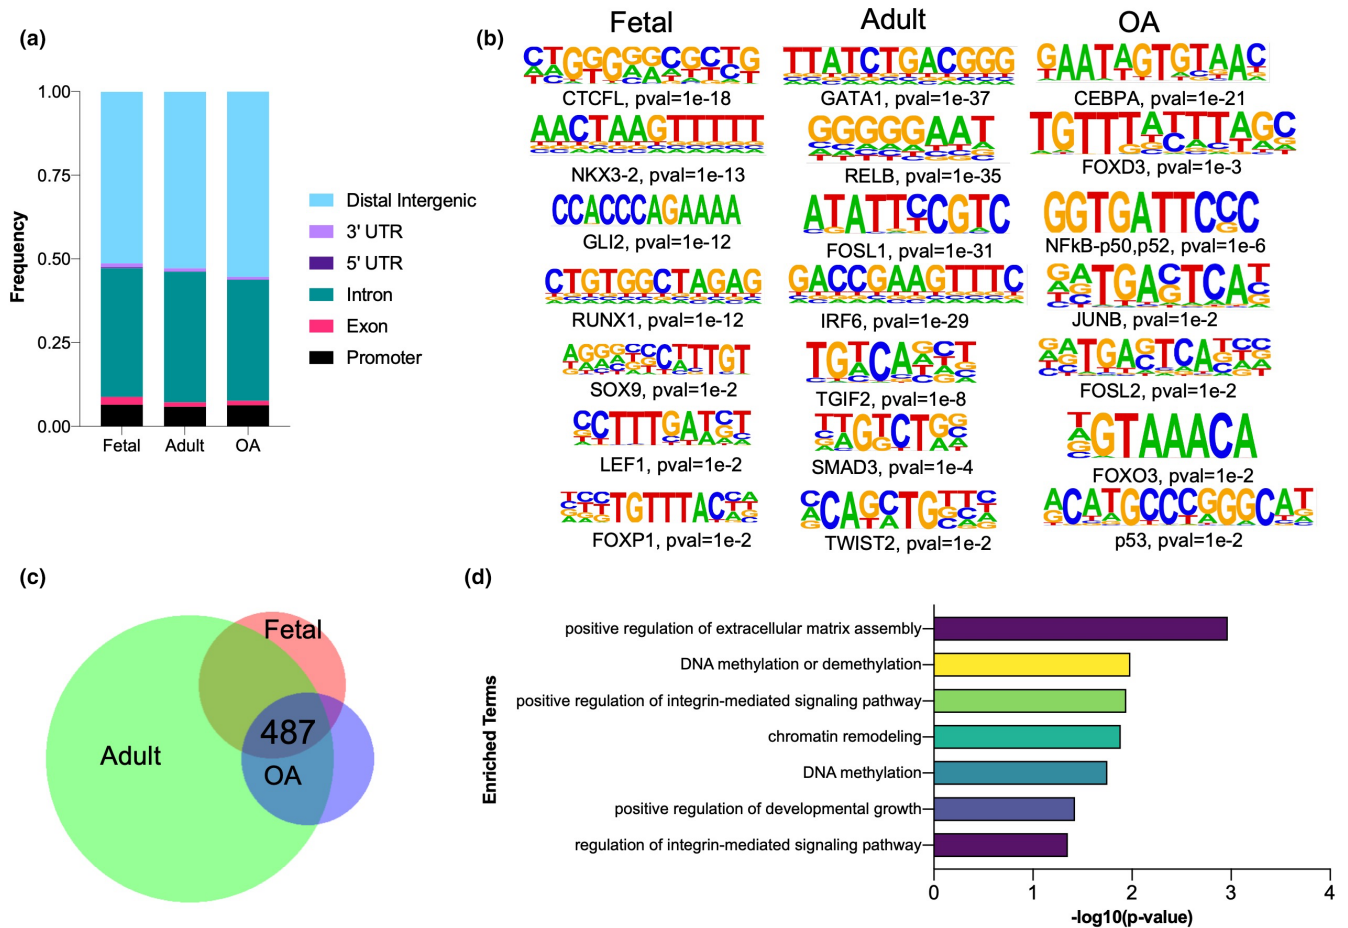 (a)
1.00
0.75
0.50
0.25
0.00
Frequency
Fetal
Adult
OA
Distal Intergenic
3' UTR
5' UTR
Intron
Exon
Promoter
(b)
Fetal
Adult
OA
CTCFL, pval=1e-18
GATA1, pval=1e-37
CEBPA, pval=1e-21
NKX3-2, pval=1e-13
RELB, pval=1e-35
FOXD3, pval=1e-3
GLI2, pval=1e-12
FOSL1, pval=1e-31
NFkB-p50,p52, pval=1e-6
RUNX1, pval=1e-12
IRF6, pval=1e-29
JUNB, pval=1e-2
SOX9, pval=1e-2
TGIF2, pval=1e-8
FOSL2, pval=1e-2
LEF1, pval=1e-2
SMAD3, pval=1e-4
FOXO3, pval=1e-2
FOXP1, pval=1e-2
TWIST2, pval=1e-2
p53, pval=1e-2
(c)
Fetal
487
Adult
OA
(d)
Enriched Terms
positive regulation of extracellular matrix assembly
DNA methylation or demethylation
positive regulation of integrin-mediated signaling pathway
chromatin remodeling
DNA methylation
positive regulation of developmental growth
regulation of integrin-mediated signaling pathway
0
1
2
3
4
-log10(p-value)